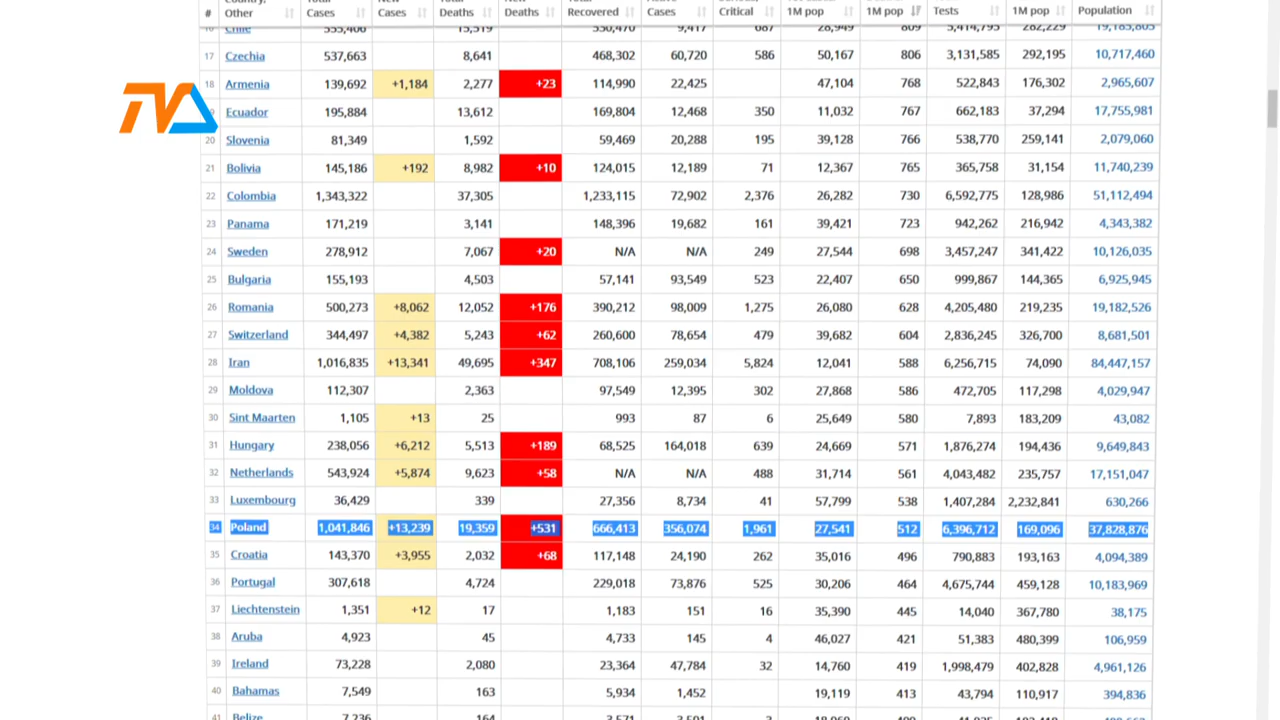 # Other Cases Cases Deaths Deaths Recovered Cases Critical 1M pop 1M pop Tests 1M pop Population
17 Czechia 537,663 8,641 468,302 60,720 586 50,167 806 3,131,585 292,195 10,717,460
18 Armenia 139,692 +1,184 2,277 +23 114,990 22,425 47,104 768 522,843 176,302 2,965,607
TVA
Ecuador 195,884 13,612 169,804 12,468 350 11,032 767 662,183 37,294 17,755,981
20 Slovenia 81,349 1,592 59,469 20,288 195 39,128 766 538,770 259,141 2,079,060
21 Bolivia 145,186 +192 8,982 +10 124,015 12,189 71 12,367 765 365,758 31,154 11,740,239
22 Colombia 1,343,322 37,305 1,233,115 72,902 2,376 26,282 730 6,592,775 128,986 51,112,494
23 Panama 171,219 3,141 148,396 19,682 161 39,421 723 942,262 216,942 4,343,382
24 Sweden 278,912 7,067 +20 N/A N/A 249 27,544 698 3,457,247 341,422 10,126,035
25 Bulgaria 155,193 4,503 57,141 93,549 523 22,407 650 999,867 144,365 6,925,945
26 Romania 500,273 +8,062 12,052 +176 390,212 98,009 1,275 26,080 628 4,205,480 219,235 19,182,526
27 Switzerland 344,497 +4,382 5,243 +62 260,600 78,654 479 39,682 604 2,836,245 326,700 8,681,501
28 Iran 1,016,835 +13,341 49,695 +347 708,106 259,034 5,824 12,041 588 6,256,715 74,090 84,447,157
29 Moldova 112,307 2,363 97,549 12,395 302 27,868 586 472,705 117,298 4,029,947
30 Sint Maarten 1,105 +13 25 993 87 6 25,649 580 7,893 183,209 43,082
31 Hungary 238,056 +6,212 5,513 +189 68,525 164,018 639 24,669 571 1,876,274 194,436 9,649,843
32 Netherlands 543,924 +5,874 9,623 +58 N/A N/A 488 31,714 561 4,043,482 235,757 17,151,047
33 Luxembourg 36,429 339 27,356 8,734 41 57,799 538 1,407,284 2,232,841 630,266
34 Poland 1,041,846 +13,239 19,359 +531 666,413 356,074 1,961 27,541 512 6,396,712 169,096 37,828,876
35 Croatia 143,370 +3,955 2,032 +68 117,148 24,190 262 35,016 496 790,883 193,163 4,094,389
36 Portugal 307,618 4,724 229,018 73,876 525 30,206 464 4,675,744 459,128 10,183,969
37 Liechtenstein 1,351 +12 17 1,183 151 16 35,390 445 14,040 367,780 38,175
38 Aruba 4,923 45 4,733 145 4 46,027 421 51,383 480,399 106,959
39 Ireland 73,228 2,080 23,364 47,784 32 14,760 419 1,998,479 402,828 4,961,126
40 Bahamas 7,549 163 5,934 1,452 19,119 413 43,794 110,917 394,836
41 Belize 7,236 164